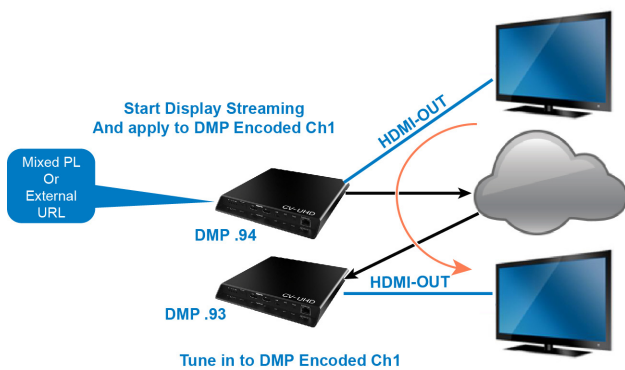 Start Display Streaming
And apply to DMP Encoded Ch1
HDMI-OUT
Mixed PL
Or
External
URL
CV-UHD
DMP .94
CV-UHD
HDMI-OUT
DMP .93
Tune in to DMP Encoded Ch1